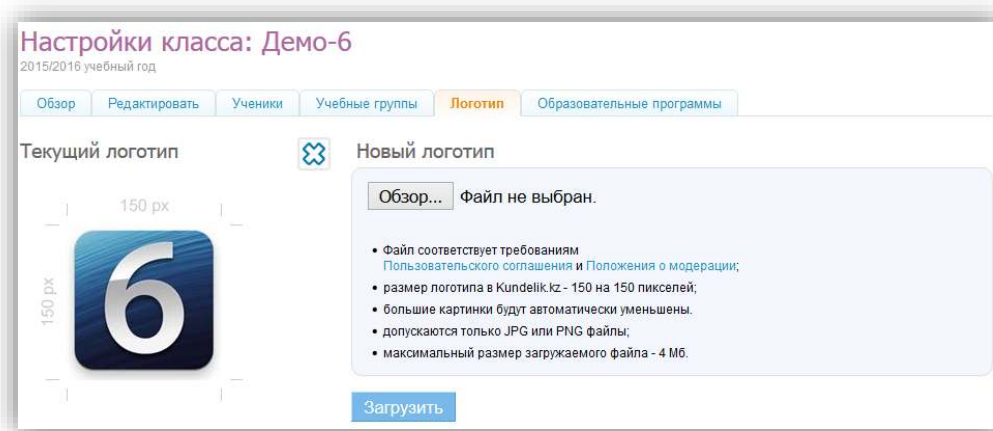 Настройки класса: Демо-6
2015/2016 учебный год
Обзор Редактировать Ученики Учебные группы Логотип Образовательные программы
Текущий логотип
150 px
150 px
6
Новый логотип
Обзор... Файл не выбран.
• Файл соответствует требованиям
Пользовательского соглашения и Положения о модерации;
• размер логотипа в Kundelik.kz - 150 на 150 пикселей;
• большие картинки будут автоматически уменьшены.
• допускаются только JPG или PNG файлы;
• максимальный размер загружаемого файла - 4 Мб.
Загрузить